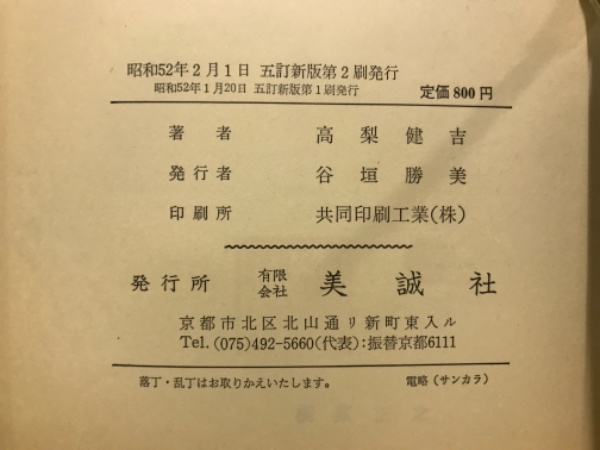 昭和52年2月1日 五訂新版第2刷発行
昭和52年1月20日 五訂新版第1刷発行 定価800円
著者 高梨健吉
発行者 谷垣勝美
印刷所 共同印刷工業(株)
発行所 有限会社 美誠社
京都市北区北山通リ新町東入ル
Tel.(075)492-5660(代表):振替京都6111
落丁・乱丁はお取りかえいたします。 電略(サンカラ)